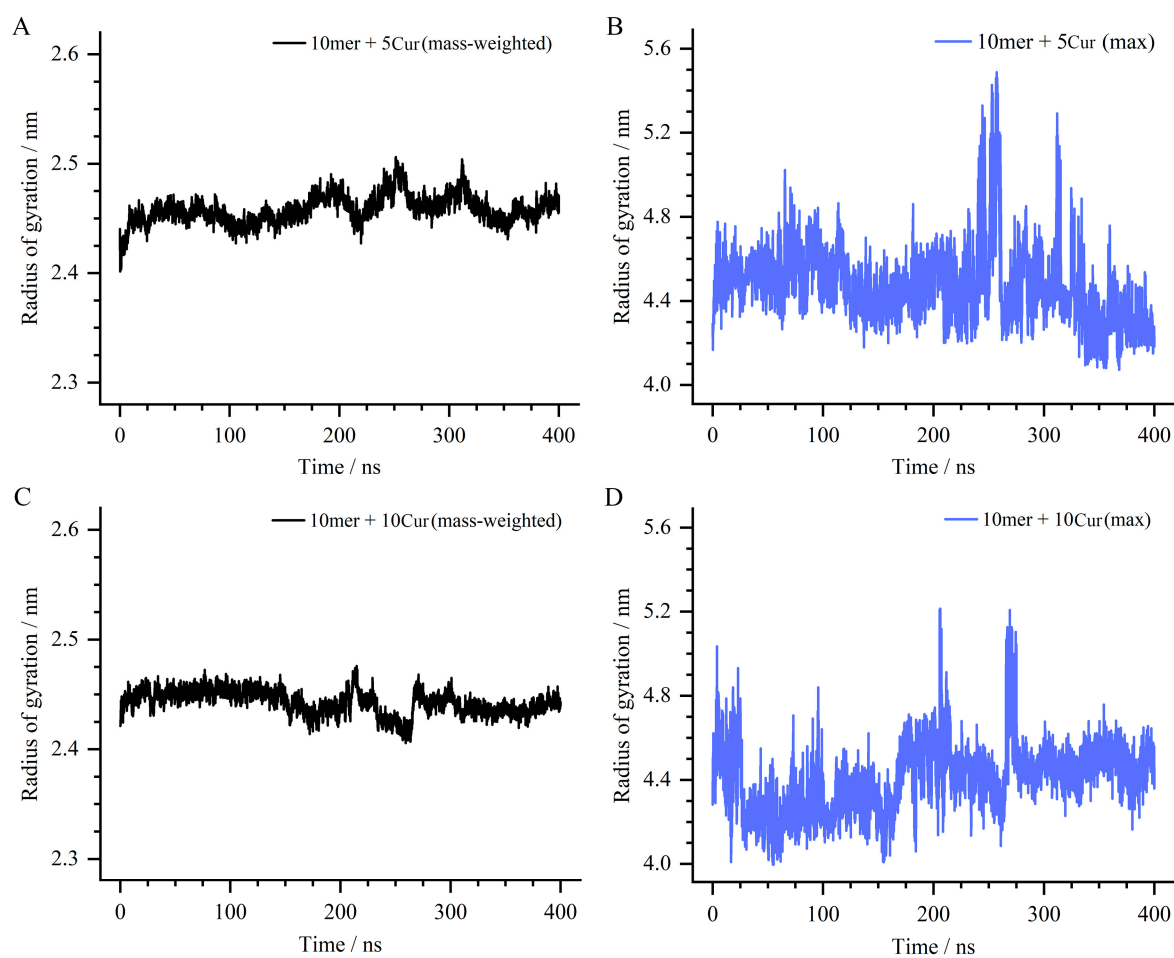 A
10mer + 5Cur (mass-weighted)
Radius of gyration / nm
2.6
2.5
2.4
2.3
0 100 200 300 400
Time / ns
B
10mer + 5Cur (max)
Radius of gyration / nm
5.6
5.2
4.8
4.4
4.0
0 100 200 300 400
Time / ns
C
10mer + 10Cur (mass-weighted)
Radius of gyration / nm
2.6
2.5
2.4
2.3
0 100 200 300 400
Time / ns
D
10mer + 10Cur (max)
Radius of gyration / nm
5.6
5.2
4.8
4.4
4.0
0 100 200 300 400
Time / ns